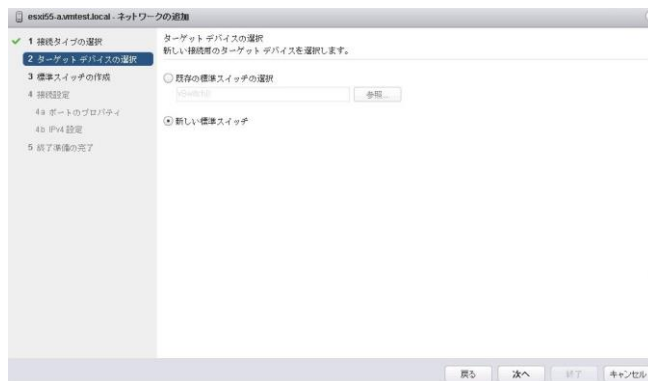 esxi55-a.vmtest.local - ネットワークの追加
1 接続タイプの選択
2 ターゲット デバイスの選択
3 標準スイッチの作成
4 接続設定
4a ポートのプロパティ
4b IPv4 設定
5 終了準備の完了
ターゲット デバイスの選択
新しい接続用のターゲット デバイスを選択します。
既存の標準スイッチの選択
参照...
新しい標準スイッチ
戻る
次へ
終了
キャンセル